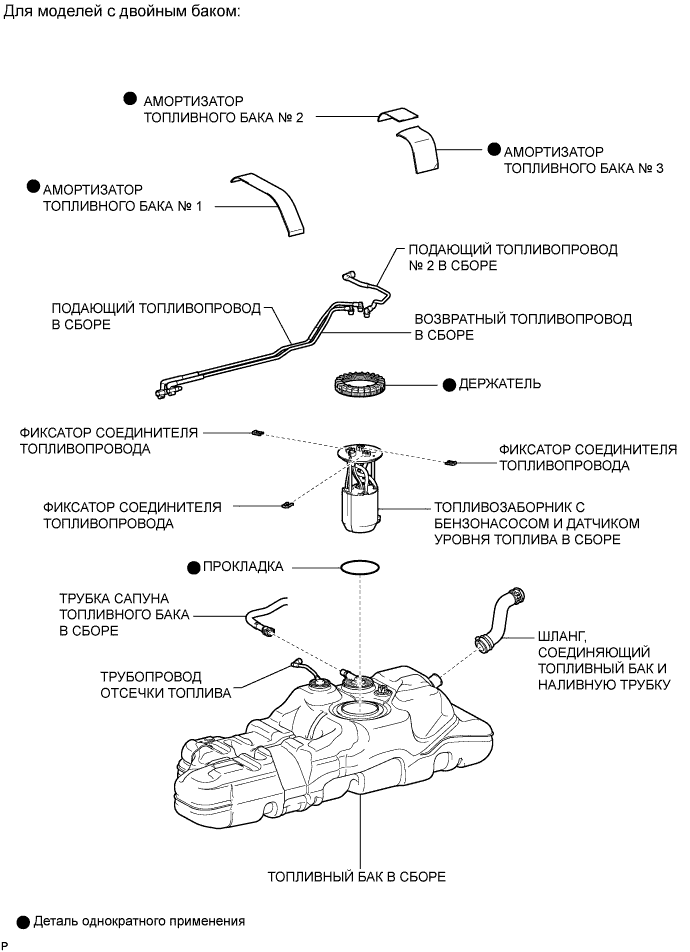 Для моделей с двойным баком:
АМОРТИЗАТОР
ТОПЛИВНОГО БАКА № 2
АМОРТИЗАТОР
ТОПЛИВНОГО БАКА № 3
АМОРТИЗАТОР
ТОПЛИВНОГО БАКА № 1
ПОДАЮЩИЙ ТОПЛИВОПРОВОД
№ 2 В СБОРЕ
ПОДАЮЩИЙ ТОПЛИВОПРОВОД
В СБОРЕ
ВОЗВРАТНЫЙ ТОПЛИВОПРОВОД
В СБОРЕ
ДЕРЖАТЕЛЬ
ФИКСАТОР СОЕДИНИТЕЛЯ
ТОПЛИВОПРОВОДА
ФИКСАТОР СОЕДИНИТЕЛЯ
ТОПЛИВОПРОВОДА
ФИКСАТОР СОЕДИНИТЕЛЯ
ТОПЛИВОПРОВОДА
ТОПЛИВОЗАБОРНИК С
БЕНЗОНАСОСОМ И ДАТЧИКОМ
УРОВНЯ ТОПЛИВА В СБОРЕ
ПРОКЛАДКА
ТРУБКА САПУНА
ТОПЛИВНОГО БАКА
В СБОРЕ
ШЛАНГ,
СОЕДИНЯЮЩИЙ
ТОПЛИВНЫЙ БАК И
НАЛИВНУЮ ТРУБКУ
ТРУБОПРОВОД
ОТСЕЧКИ ТОПЛИВА
ТОПЛИВНЫЙ БАК В СБОРЕ
Деталь однократного применения
P